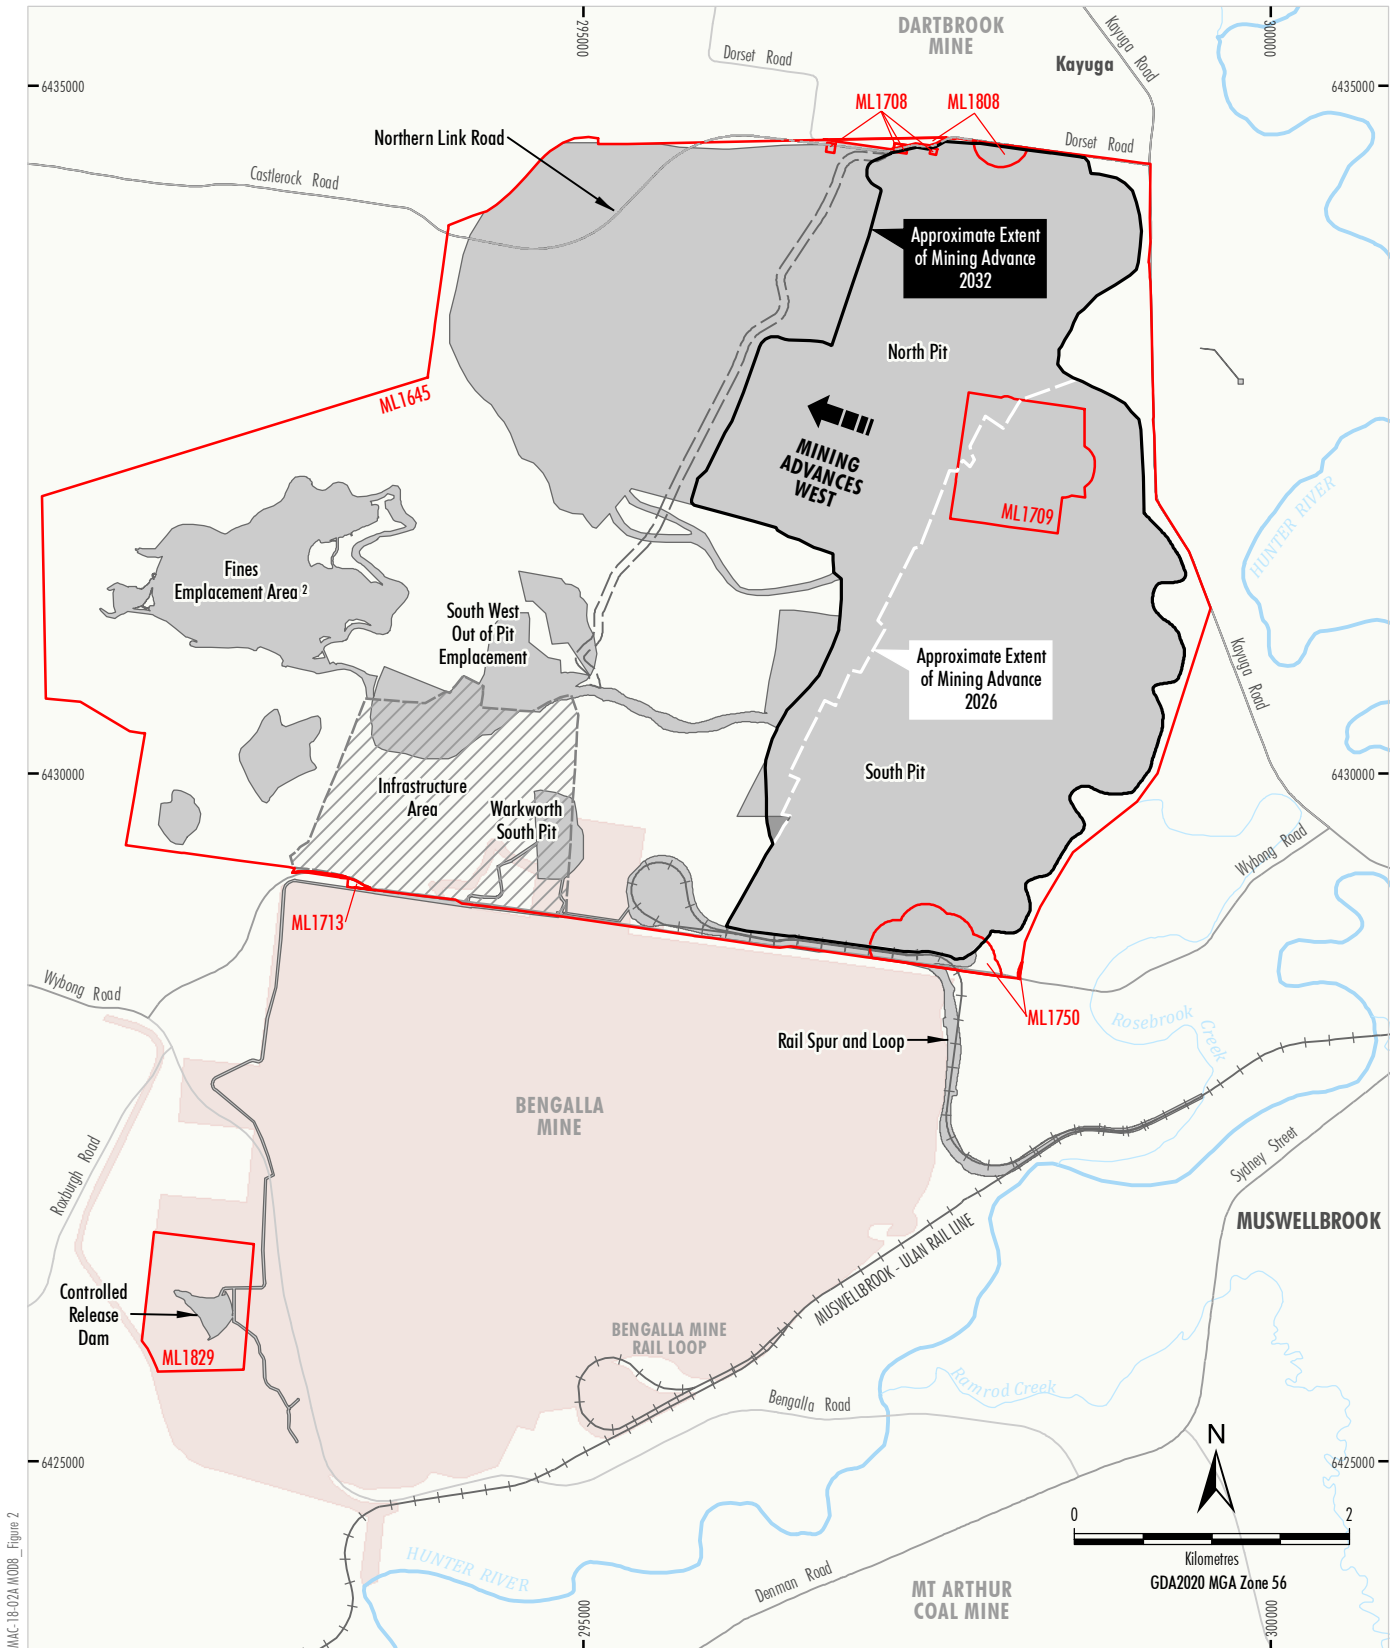 295000
300000
DARTBROOK
MINE
Kayuga
Kayuga Road
Dorset Road
6435000
6435000
ML1708
ML1808
Northern Link Road
Dorset Road
Castlerock Road
Approximate Extent
of Mining Advance
2032
North Pit
ML1645
MINING
ADVANCES
WEST
ML1709
HUNTER RIVER
Fines
Emplacement Area 2
South West
Out of Pit
Emplacement
Approximate Extent
of Mining Advance
2026
Kayuga Road
6430000
6430000
South Pit
Infrastructure
Area
Warkworth
South Pit
Wybong Road
ML1713
Wybong Road
ML1750
Rosebrook Creek
Rail Spur and Loop
BENGALLA
MINE
Roxburgh Road
Sydney Street
MUSWELLBROOK
MUSWELLBROOK - ULAN RAIL LINE
Controlled
Release
Dam
ML1829
BENGALLA MINE
RAIL LOOP
Ramrod Creek
Bengalla Road
N
6425000
6425000
0
2
Kilometres
GDA2020 MGA Zone 56
HUNTER RIVER
Denman Road
MT ARTHUR
COAL MINE
295000
300000
MAC-18-02A MOD8_Figure 2